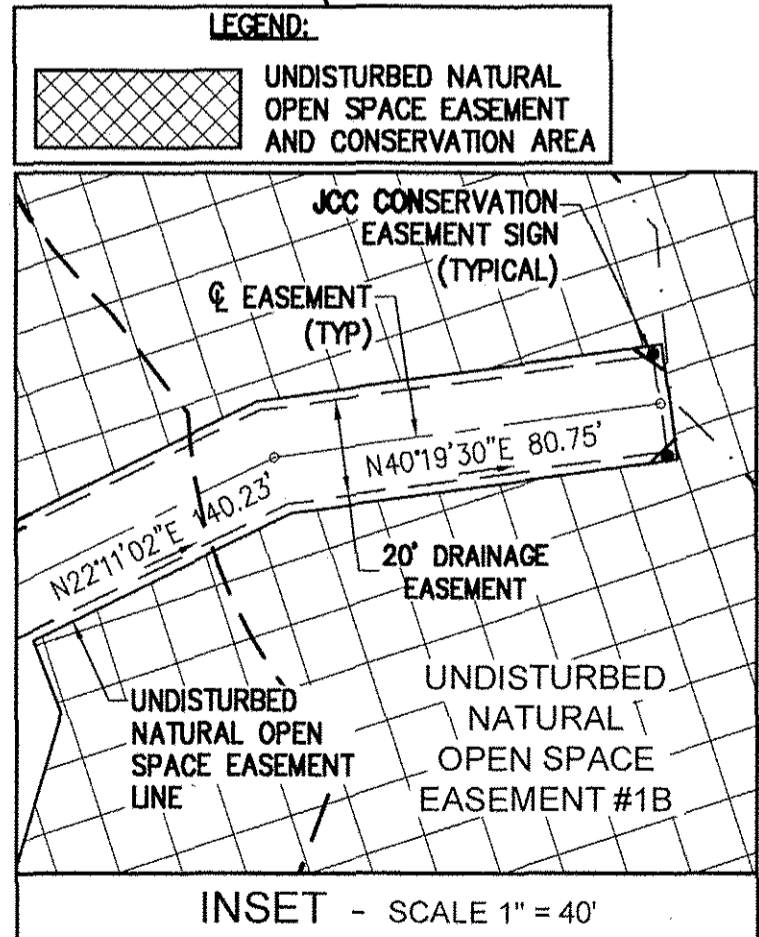 LEGEND:
UNDISTURBED NATURAL
OPEN SPACE EASEMENT
AND CONSERVATION AREA
JCC CONSERVATION
EASEMENT SIGN
(TYPICAL)
℄ EASEMENT
(TYP)
N40°19'30"E 80.75'
N22°11'02"E 140.23'
20' DRAINAGE
EASEMENT
UNDISTURBED
NATURAL OPEN
SPACE EASEMENT
LINE
UNDISTURBED
NATURAL
OPEN SPACE
EASEMENT #1B
INSET - SCALE 1" = 40'